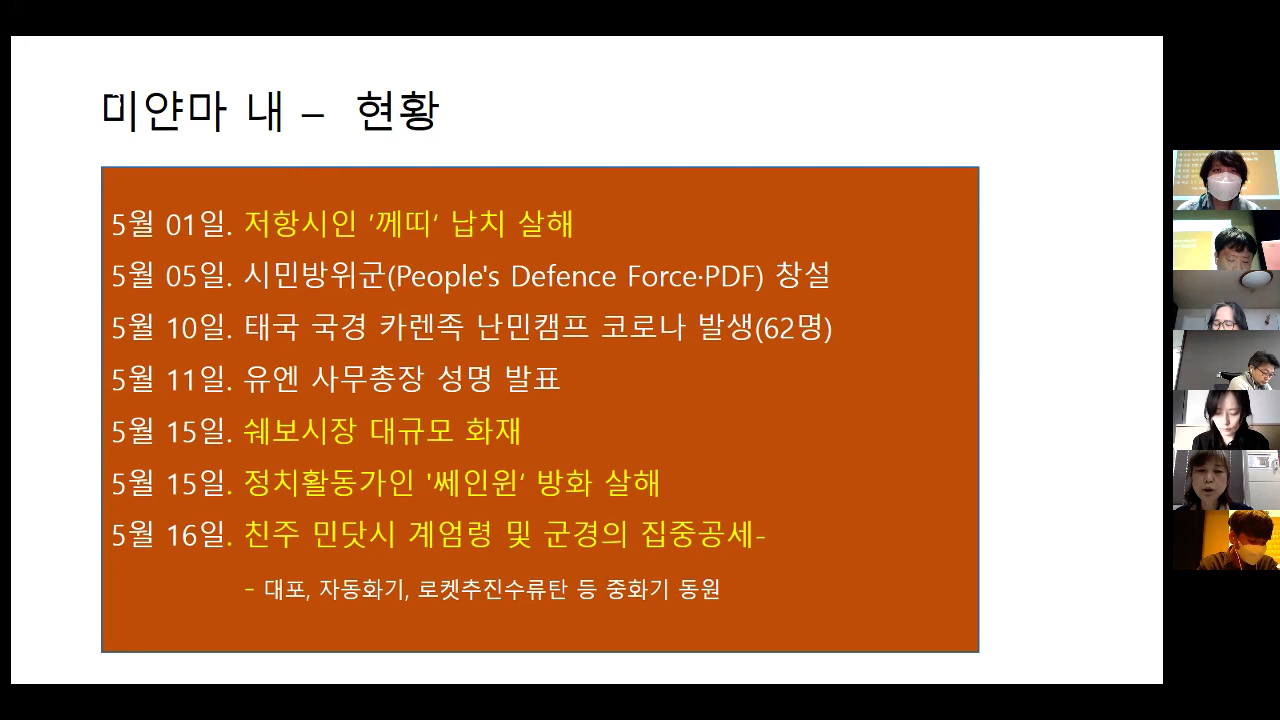 미얀마 내 – 현황
5월 01일. 저항시인 '께띠‘ 납치 살해
5월 05일. 시민방위군(People's Defence Force·PDF) 창설
5월 10일. 태국 국경 카렌족 난민캠프 코로나 발생(62명)
5월 11일. 유엔 사무총장 성명 발표
5월 15일. 쉐보시장 대규모 화재
5월 15일. 정치활동가인 '쎄인윈‘ 방화 살해
5월 16일. 친주 민닷시 계엄령 및 군경의 집중공세-
- 대포, 자동화기, 로켓추진수류탄 등 중화기 동원